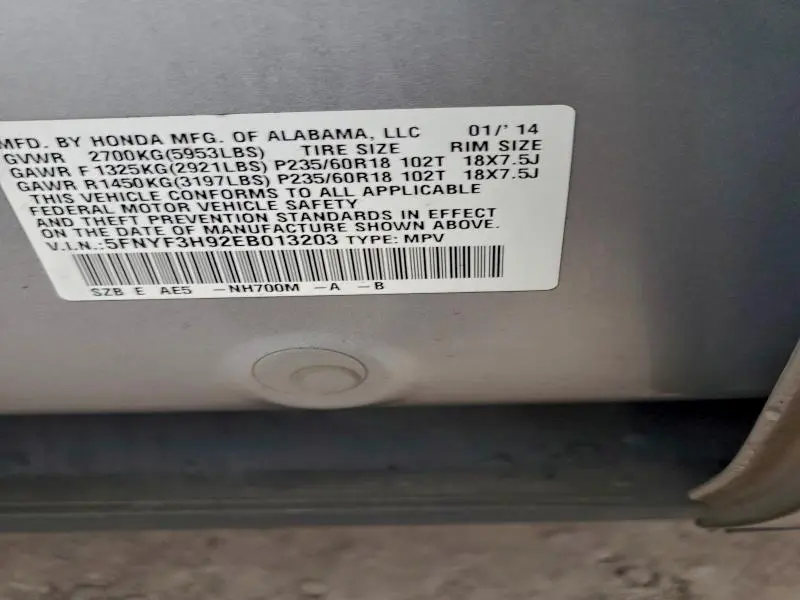 MFD. BY HONDA MFG. OF ALABAMA, LLC 01/'14
GVWR 2700KG(5953LBS) TIRE SIZE RIM SIZE
GAWR F 1325KG(2921LBS) P235/60R18 102T 18X7.5J
GAWR R1450KG(3197LBS) P235/60R18 102T 18X7.5J
THIS VEHICLE CONFORMS TO ALL APPLICABLE
FEDERAL MOTOR VEHICLE SAFETY
AND THEFT PREVENTION STANDARDS IN EFFECT
ON THE DATE OF MANUFACTURE SHOWN ABOVE.
V.I.N.:5FNYF3H92EB013203 TYPE: MPV
SZB E AE5 -NH700M -A -B